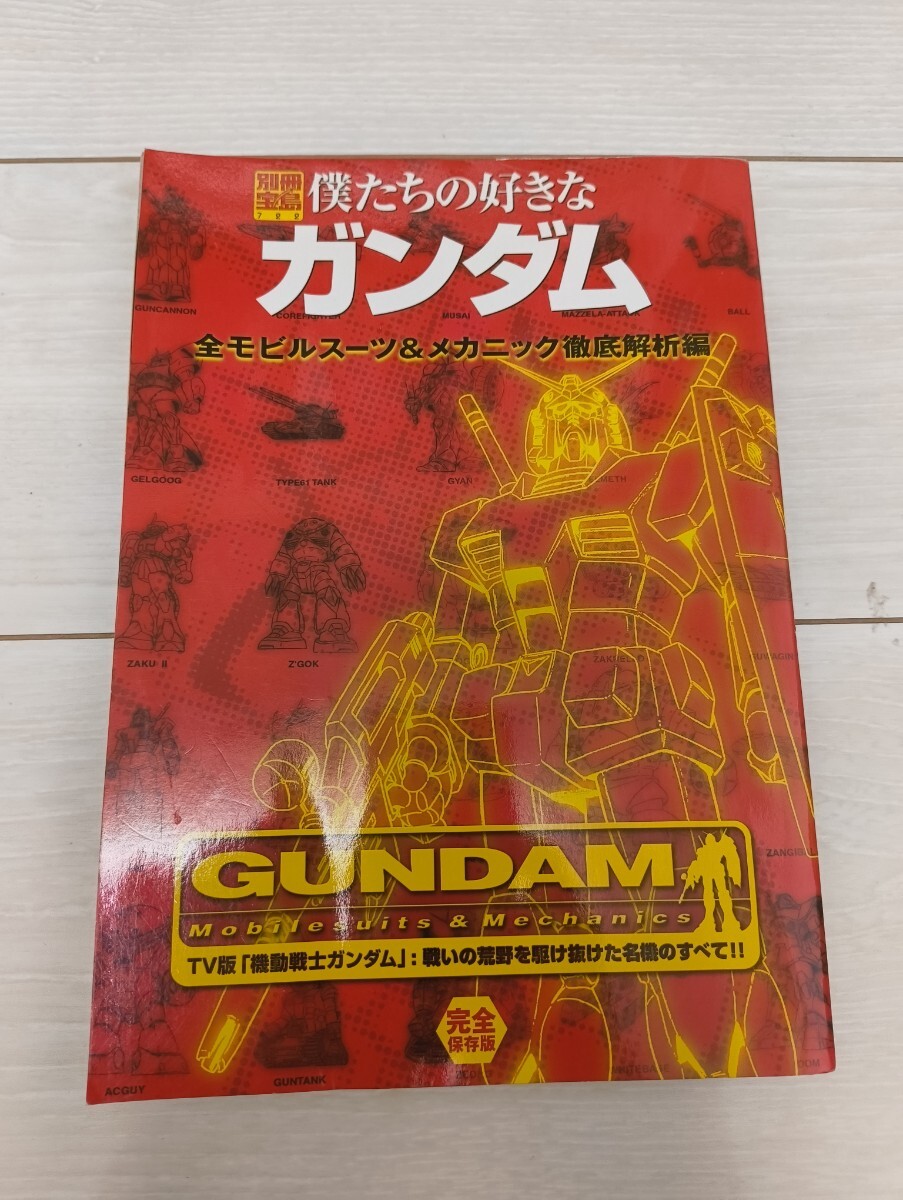 別冊
宝島
722
僕たちの好きな
ガンダム
GUNCANNON
COREFIGHTER
MUSAI
MAZZELA-ATTACK
BALL
全モビルスーツ&メカニック徹底解析編
GELGOOG
TYPE61 TANK
GYAN
ZAKU II
Z'GOK
GUNDAM
Mobilesuits & Mechanics
TV版「機動戦士ガンダム」:戦いの荒野を駆け抜けた名機のすべて!!
完全
保存版
ACGUY
GUNTANK